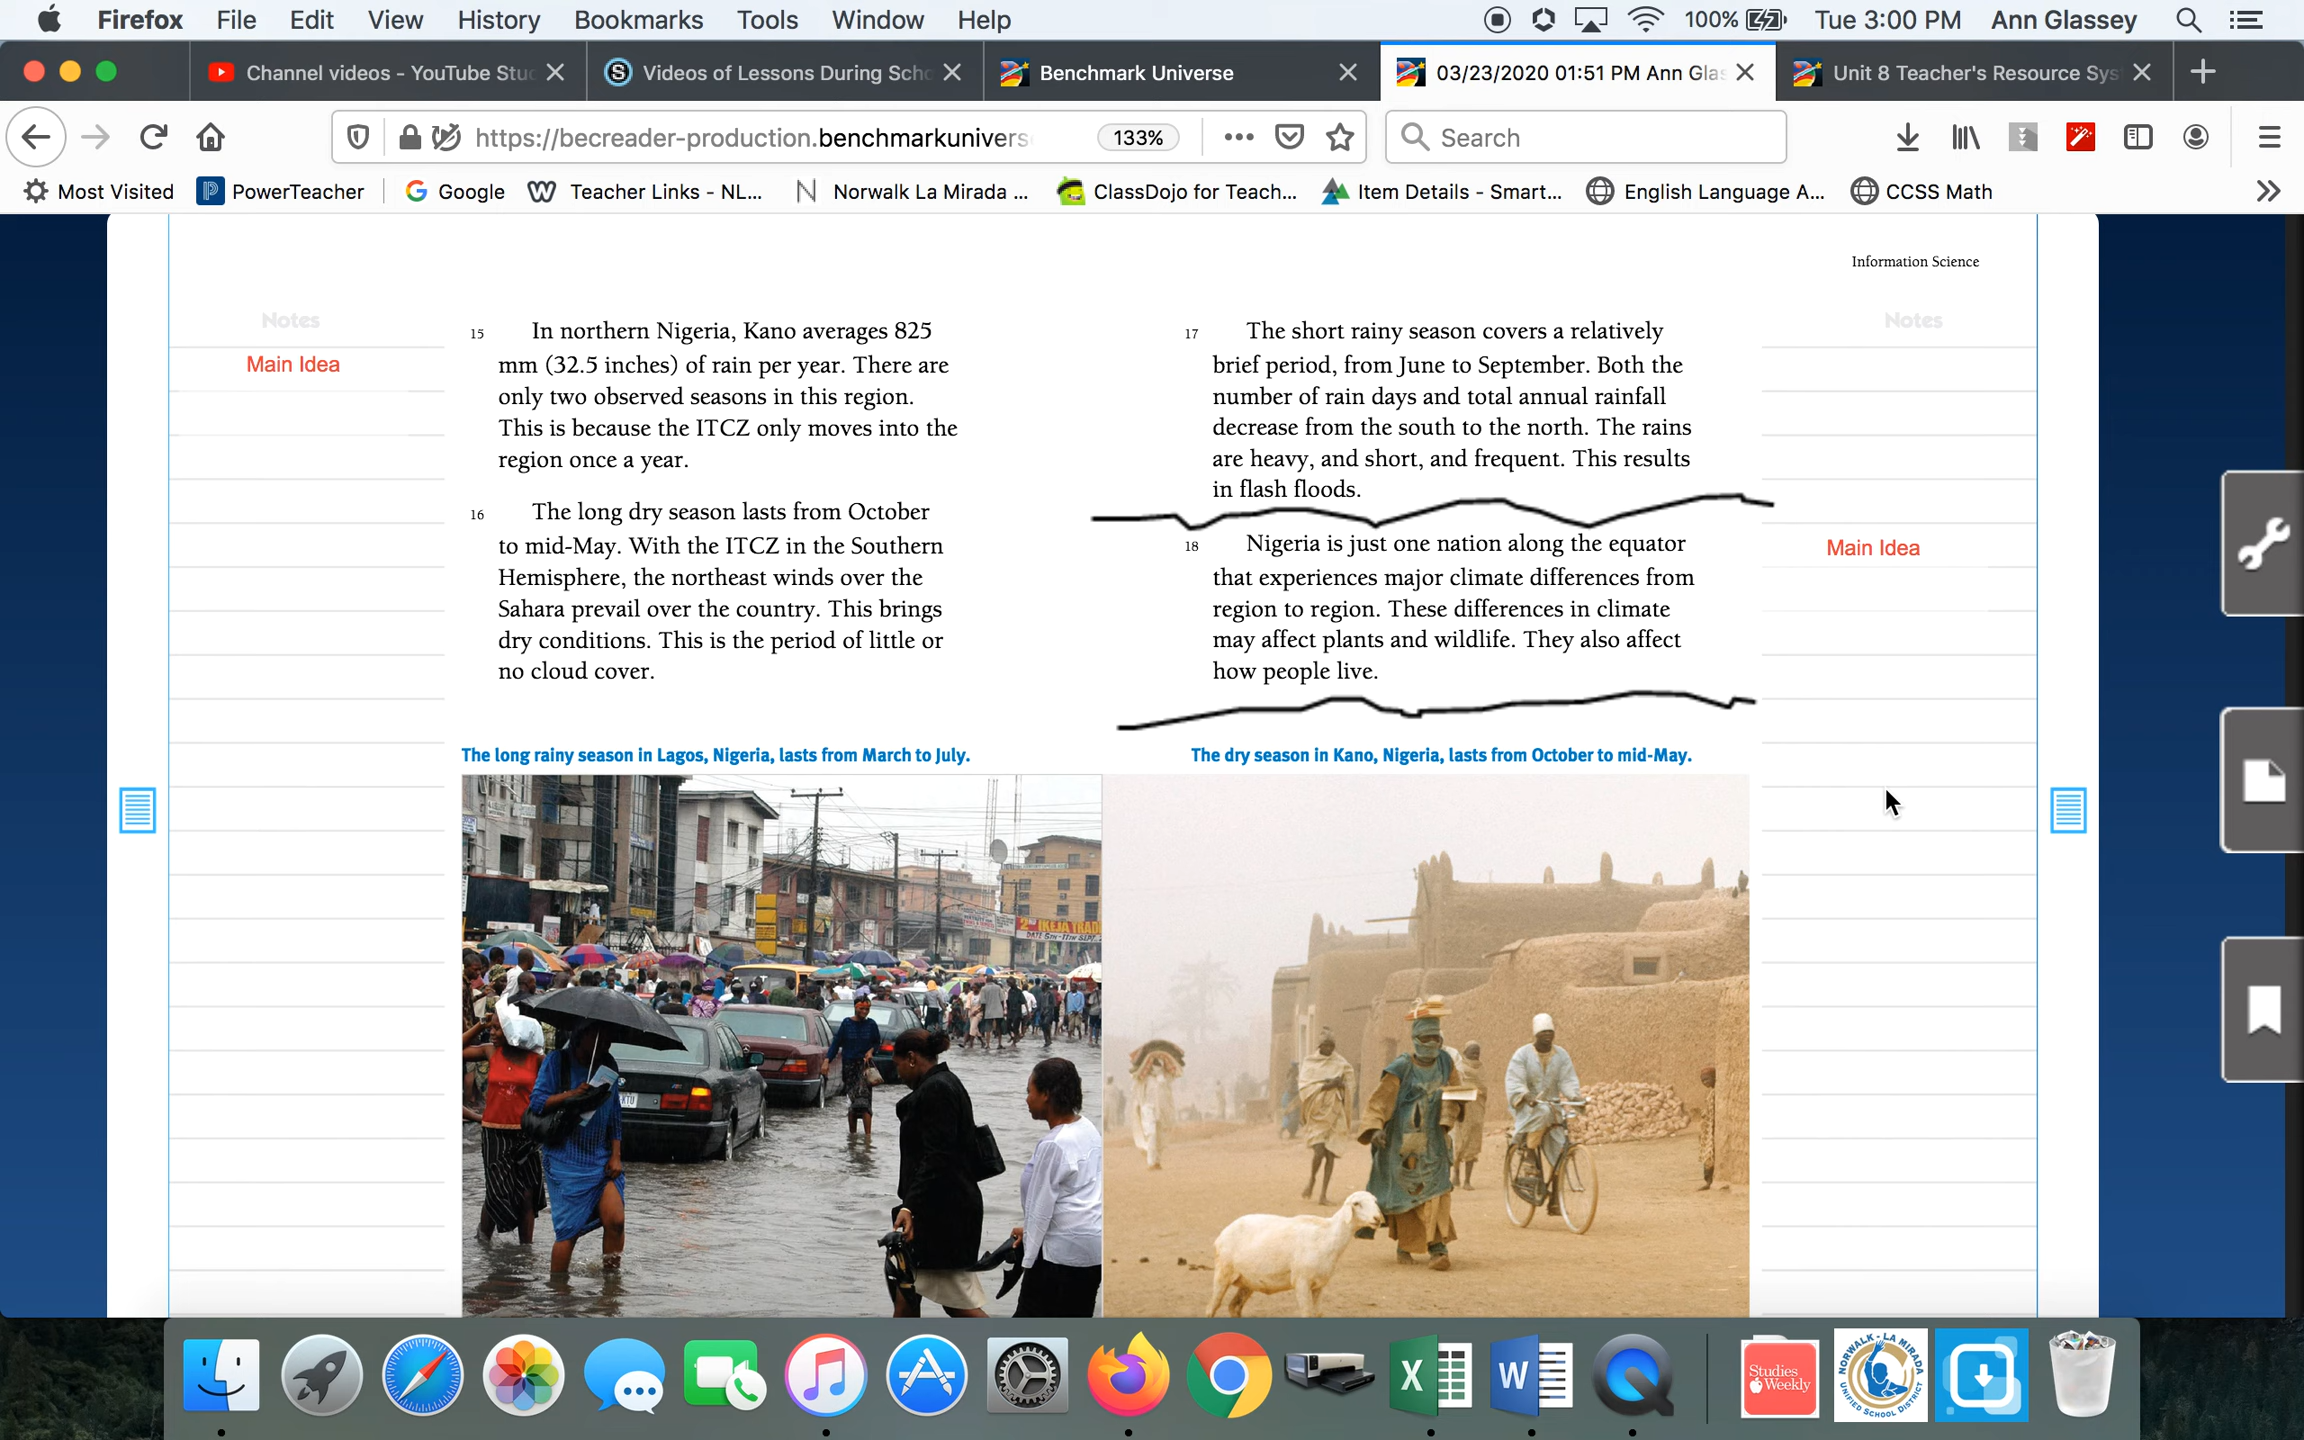 Firefox File Edit View History Bookmarks Tools Window Help 100% Tue 3:00 PM Ann Glassey
Channel videos - YouTube Stu
Videos of Lessons During Scho
Benchmark Universe
03/23/2020 01:51 PM Ann Glas
Unit 8 Teacher's Resource Sys
https://becreader-production.benchmarkunivers 133% Search
Most Visited PowerTeacher Google Teacher Links - NL... Norwalk La Mirada ... ClassDojo for Teach... Item Details - Smart... English Language A... CCSS Math
Information Science
Notes
Main Idea
15 In northern Nigeria, Kano averages 825
mm (32.5 inches) of rain per year. There are
only two observed seasons in this region.
This is because the ITCZ only moves into the
region once a year.
16 The long dry season lasts from October
to mid-May. With the ITCZ in the Southern
Hemisphere, the northeast winds over the
Sahara prevail over the country. This brings
dry conditions. This is the period of little or
no cloud cover.
17 The short rainy season covers a relatively
brief period, from June to September. Both the
number of rain days and total annual rainfall
decrease from the south to the north. The rains
are heavy, and short, and frequent. This results
in flash floods.
18 Nigeria is just one nation along the equator
that experiences major climate differences from
region to region. These differences in climate
may affect plants and wildlife. They also affect
how people live.
Notes
Main Idea
The long rainy season in Lagos, Nigeria, lasts from March to July.
The dry season in Kano, Nigeria, lasts from October to mid-May.
IKEJA TRAD
Studies
Weekly
NORWALK - LA MIRADA
UNIFIED SCHOOL DISTRICT